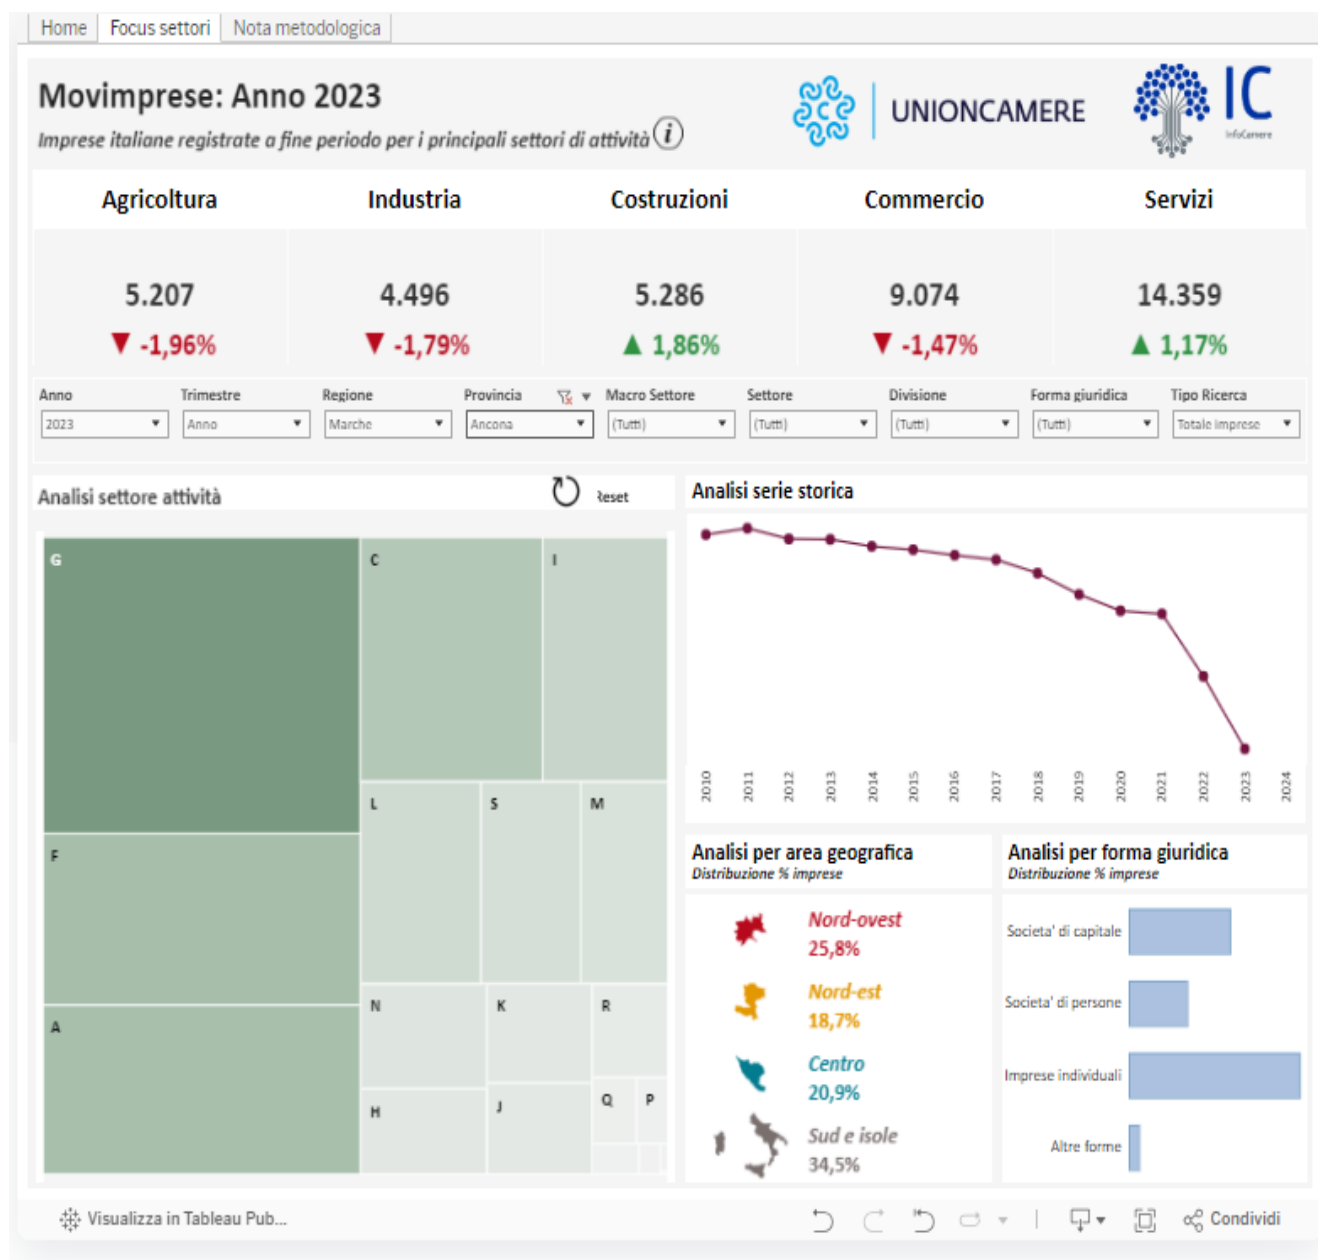 Home Focus settori Nota metodologica
Movimprese: Anno 2023
Imprese italiane registrate a fine periodo per i principali settori di attività i
UNIONCAMERE
IC
InfoCamere
Agricoltura Industria Costruzioni Commercio Servizi
5.207 4.496 5.286 9.074 14.359
▼ -1,96% ▼ -1,79% ▲ 1,86% ▼ -1,47% ▲ 1,17%
Anno Trimestre Regione Provincia Macro Settore Settore Divisione Forma giuridica Tipo Ricerca
2023 Anno Marche Ancona (Tutti) (Tutti) (Tutti) (Tutti) Totale imprese
Analisi settore attività
Reset
G
C
I
F
L
S
M
A
N
K
R
H
J
Q
P
Analisi serie storica
2010 2011 2012 2013 2014 2015 2016 2017 2018 2019 2020 2021 2022 2023 2024
Analisi per area geografica
Distribuzione % imprese
Nord-ovest
25,8%
Nord-est
18,7%
Centro
20,9%
Sud e isole
34,5%
Analisi per forma giuridica
Distribuzione % imprese
Societa' di capitale
Societa' di persone
Imprese individuali
Altre forme
Visualizza in Tableau Pub...
Condividi